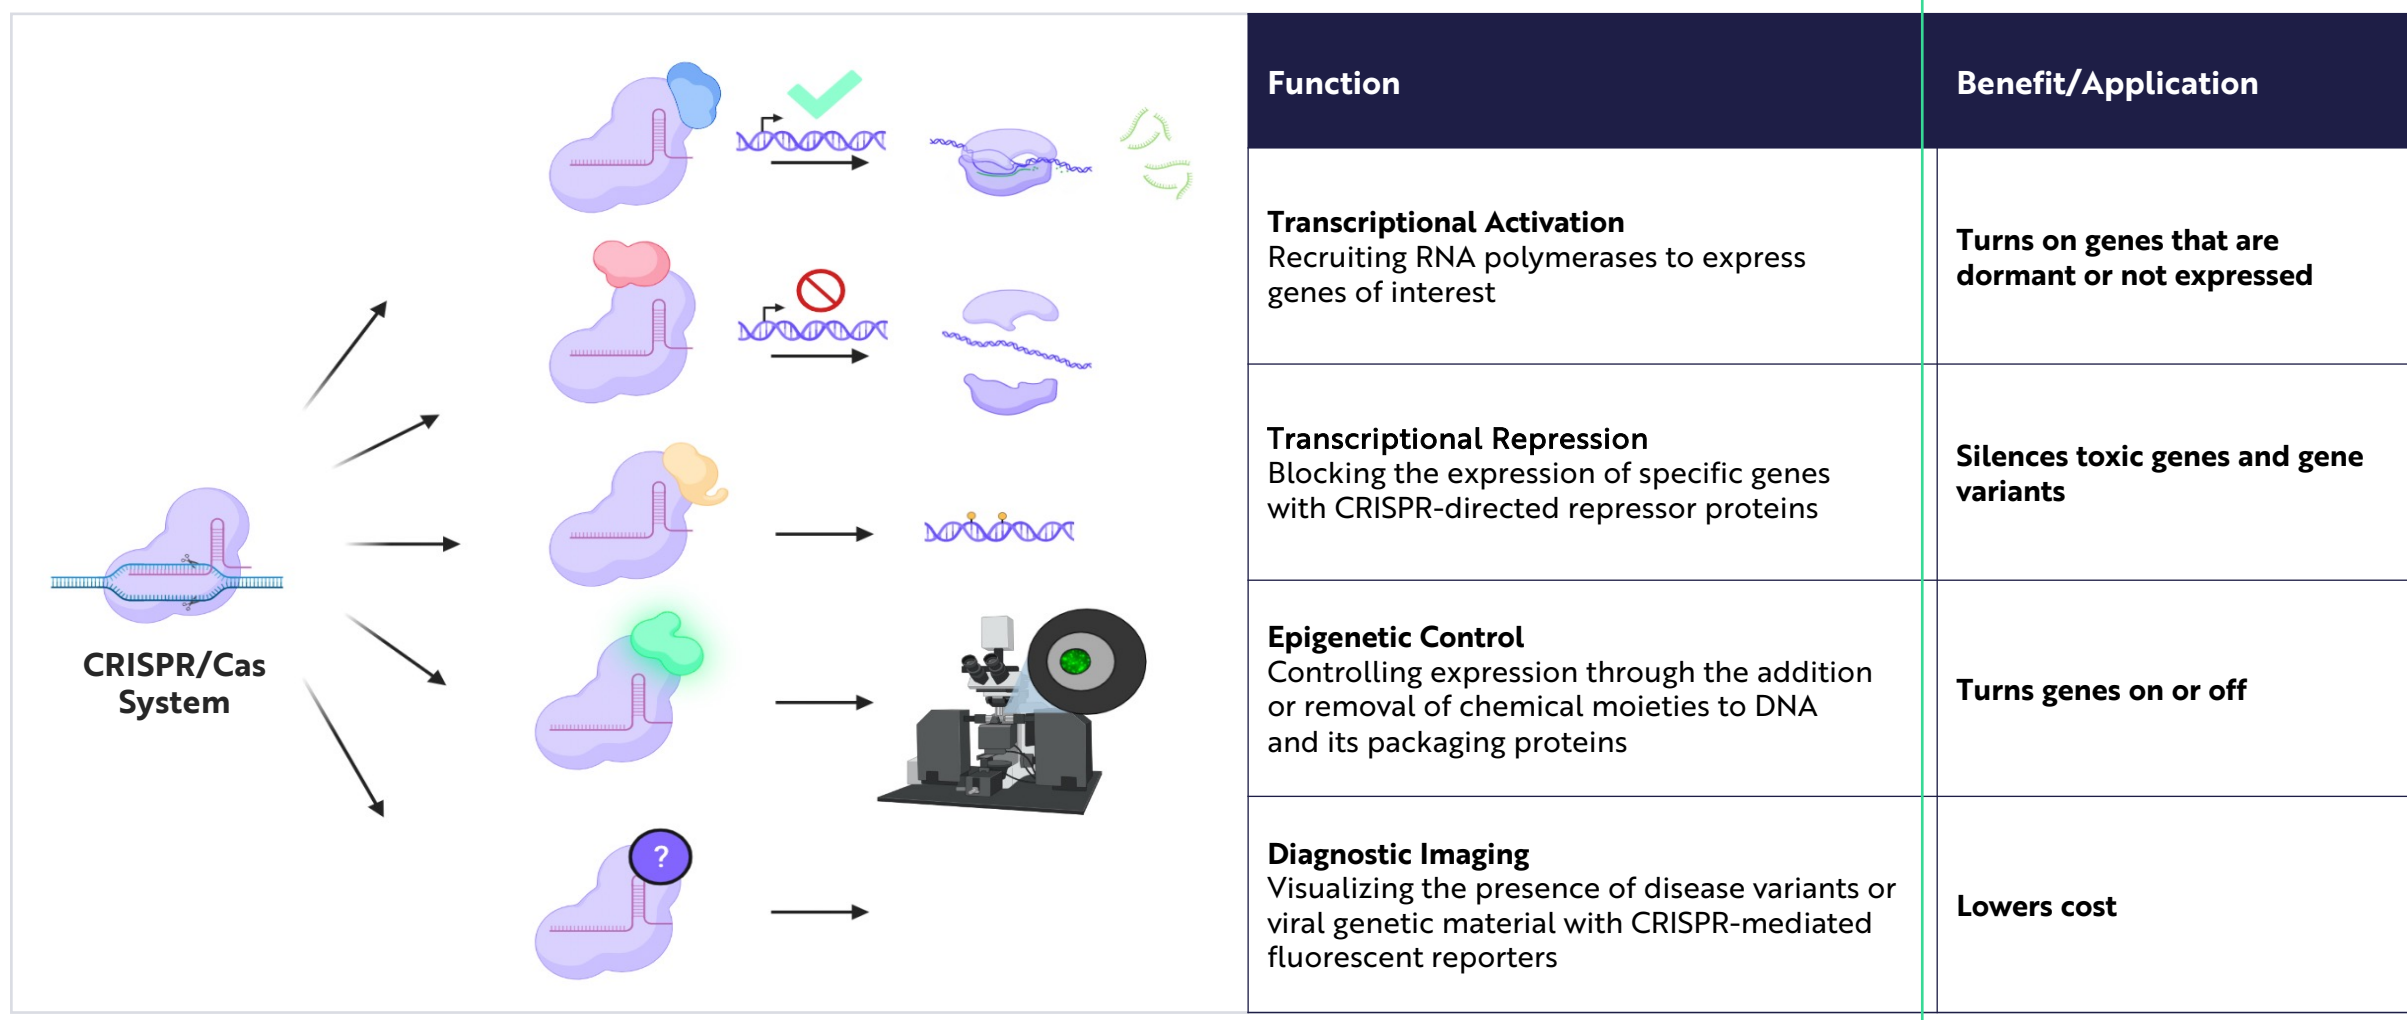 CRISPR/Cas
System
?
Function
Benefit/Application
Transcriptional Activation
Recruiting RNA polymerases to express
genes of interest
Turns on genes that are
dormant or not expressed
Transcriptional Repression
Blocking the expression of specific genes
with CRISPR-directed repressor proteins
Silences toxic genes and gene
variants
Epigenetic Control
Controlling expression through the addition
or removal of chemical moieties to DNA
and its packaging proteins
Turns genes on or off
Diagnostic Imaging
Visualizing the presence of disease variants or
viral genetic material with CRISPR-mediated
fluorescent reporters
Lowers cost